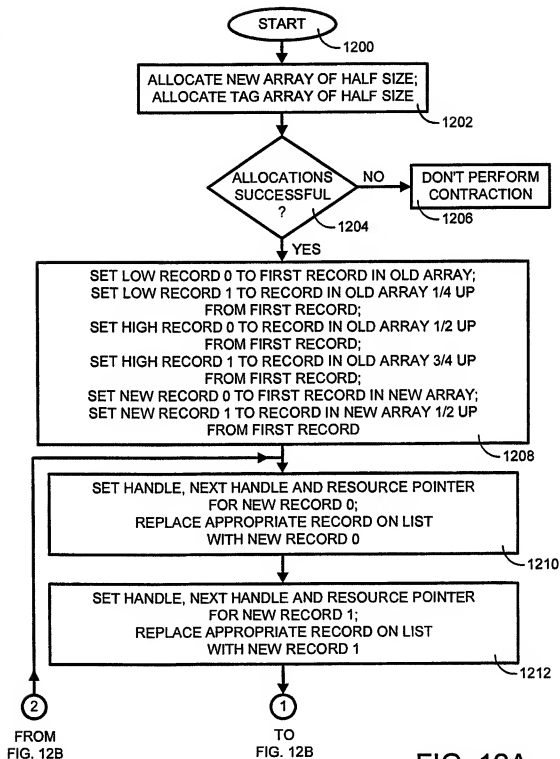 START
1200
ALLOCATE NEW ARRAY OF HALF SIZE;
ALLOCATE TAG ARRAY OF HALF SIZE
1202
ALLOCATIONS
SUCCESSFUL
?
1204
NO
DON'T PERFORM
CONTRACTION
1206
YES
SET LOW RECORD 0 TO FIRST RECORD IN OLD ARRAY;
SET LOW RECORD 1 TO RECORD IN OLD ARRAY 1/4 UP
FROM FIRST RECORD;
SET HIGH RECORD 0 TO RECORD IN OLD ARRAY 1/2 UP
FROM FIRST RECORD;
SET HIGH RECORD 1 TO RECORD IN OLD ARRAY 3/4 UP
FROM FIRST RECORD;
SET NEW RECORD 0 TO FIRST RECORD IN NEW ARRAY;
SET NEW RECORD 1 TO RECORD IN NEW ARRAY 1/2 UP
FROM FIRST RECORD
1208
SET HANDLE, NEXT HANDLE AND RESOURCE POINTER
FOR NEW RECORD 0;
REPLACE APPROPRIATE RECORD ON LIST
WITH NEW RECORD 0
1210
SET HANDLE, NEXT HANDLE AND RESOURCE POINTER
FOR NEW RECORD 1;
REPLACE APPROPRIATE RECORD ON LIST
WITH NEW RECORD 1
1212
2
FROM
FIG. 12B
1
TO
FIG. 12B